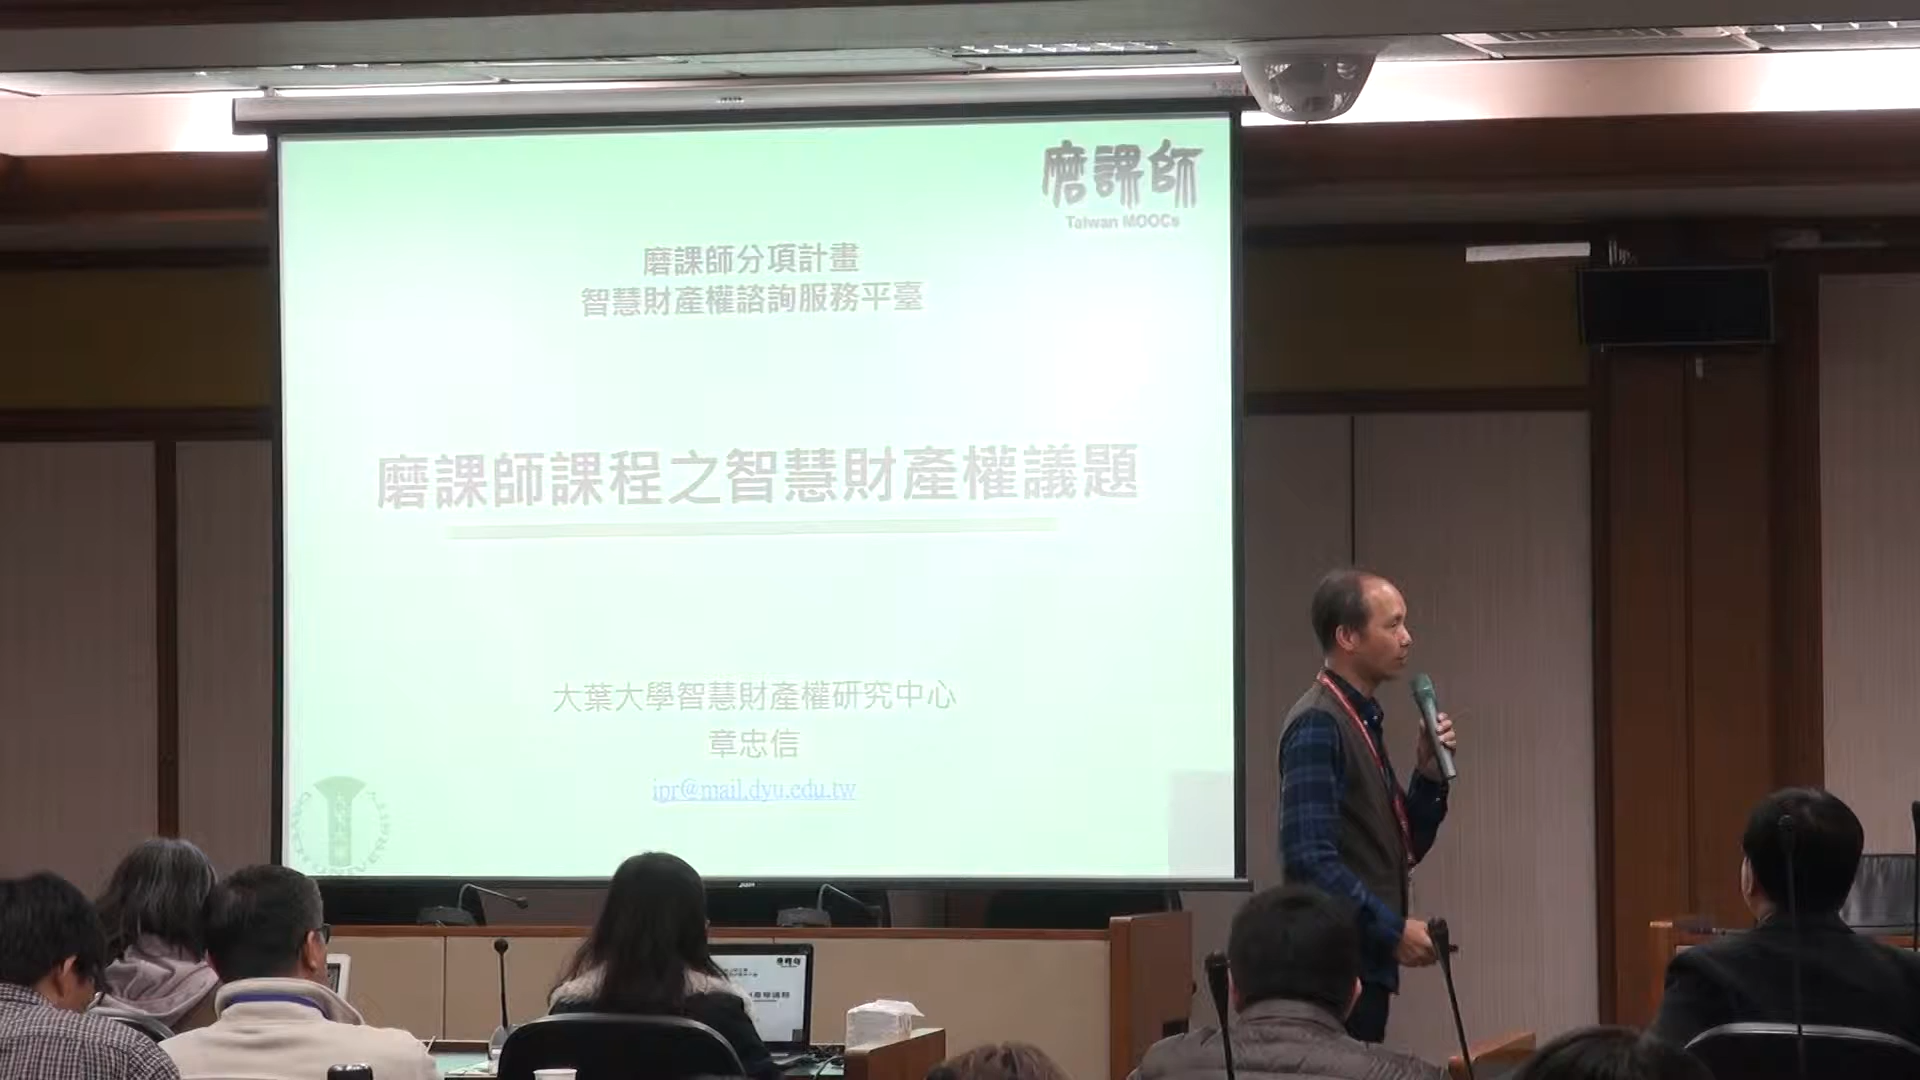 磨課師
Taiwan MOOCs
磨課師分項計畫
智慧財產權諮詢服務平臺
磨課師課程之智慧財產權議題
大葉大學智慧財產權研究中心
章忠信
ipr@mail.dyu.edu.tw